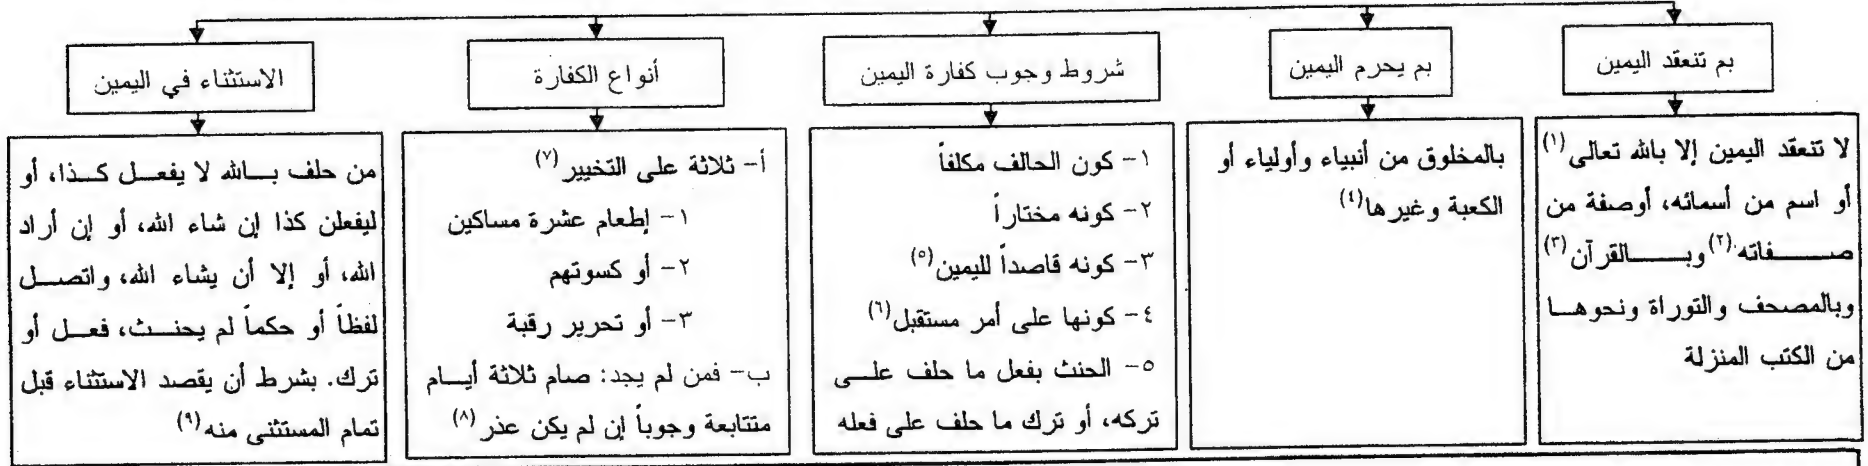 بم تنعقد اليمين
لا تنعقد اليمين إلا بالله تعالى(١)
أو اسم من أسمائه، أوصفة من
صفاته(٢) وبالقرآن(٣)
وبالمصحف والتوراة ونحوها
من الكتب المنزلة
بم يحرم اليمين
بالمخلوق من أنبياء وأولياء أو
الكعبة وغيرها(٤)
شروط وجوب كفارة اليمين
١- كون الحالف مكلفاً
٢- كونه مختاراً
٣- كونه قاصداً لليمين(٥)
٤- كونها على أمر مستقبل(٦)
٥- الحنث بفعل ما حلف على
تركه، أو ترك ما حلف على فعله
أنواع الكفارة
أ- ثلاثة على التخيير(٧)
١- إطعام عشرة مساكين
٢- أو كسوتهم
٣- أو تحرير رقبة
ب- فمن لم يجد: صام ثلاثة أيام
متتابعة وجوباً إن لم يكن عذر(٨)
الاستثناء في اليمين
من حلف بالله لا يفعل كذا، أو
ليفعلن كذا إن شاء الله، أو إن أراد
الله، أو إلا أن يشاء الله، واتصل
لفظاً أو حكماً لم يحنث، فعل أو
ترك. بشرط أن يقصد الاستثناء قبل
تمام المستثنى منه(٩)